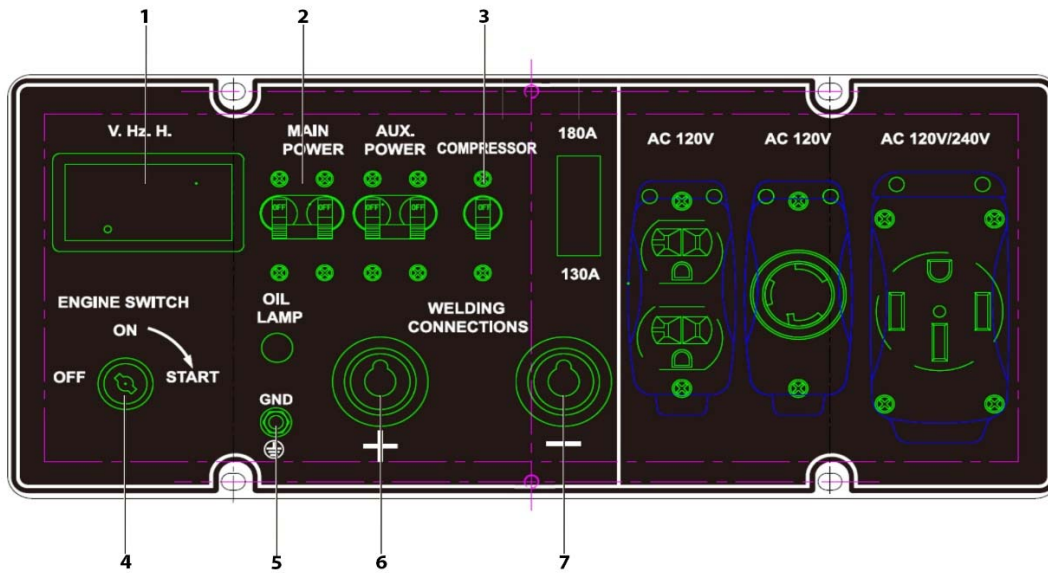 1 2 3
V. Hz. H.
MAIN
POWER
AUX.
POWER
COMPRESSOR
180A
AC 120V
AC 120V
AC 120V/240V
OFF
OFF
OFF
OFF
OFF
130A
ENGINE SWITCH
ON
OFF
START
OIL
LAMP
WELDING
CONNECTIONS
GND
+
−
4 5 6 7